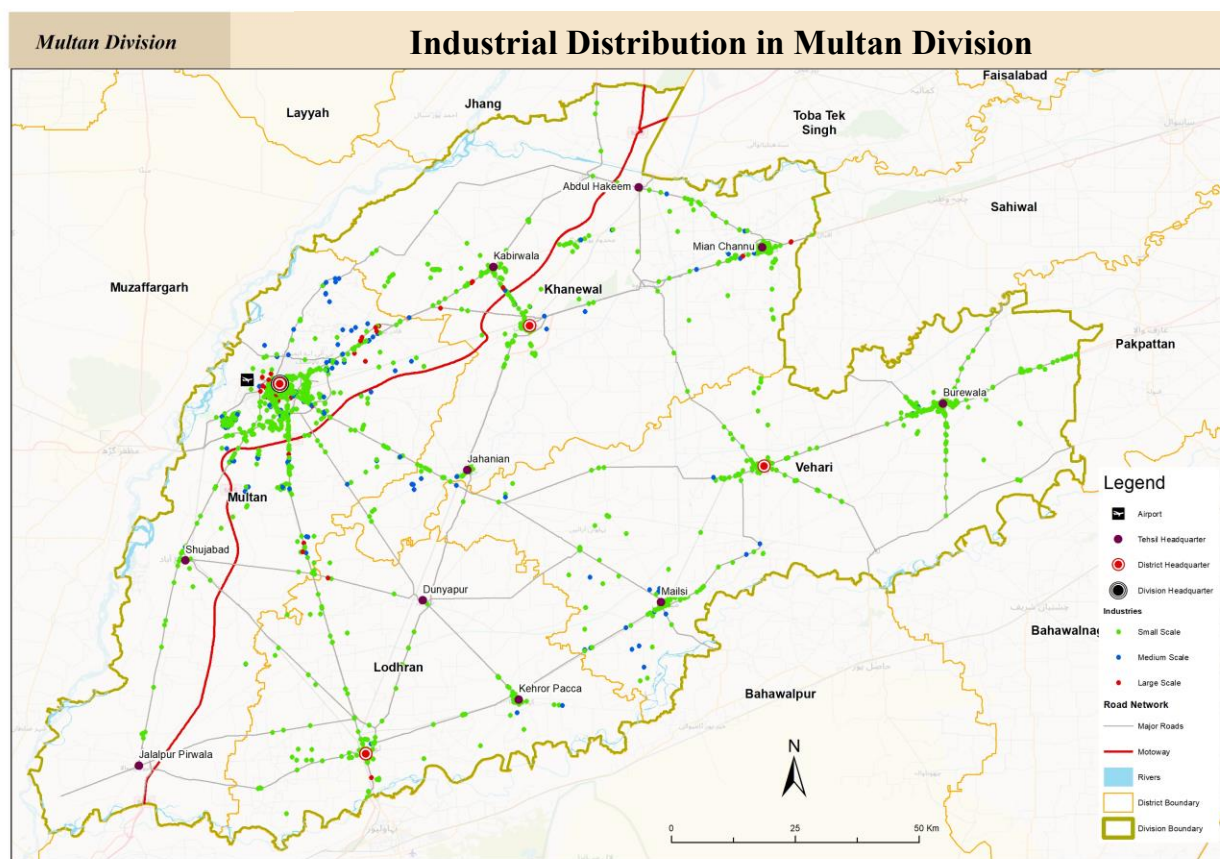 Multan Division
Industrial Distribution in Multan Division
Faisalabad
Jhang
Layyah
Toba Tek
Singh
Abdul Hakeem
Sahiwal
Mian Channu
Kabirwala
Muzaffargarh
Khanewal
Pakpattan
Burewala
Jahanian
Vehari
Multan
Shujabad
Dunyapur
Mailsi
Lodhran
Kehror Pacca
Bahawalpur
Bahawalnag
Jalalpur Pirwala
N
0 25 50 Km
Legend
Airport
Tehsil Headquarter
District Headquarter
Division Headquarter
Industries
Small Scale
Medium Scale
Large Scale
Road Network
Major Roads
Motoway
Rivers
District Boundary
Division Boundary